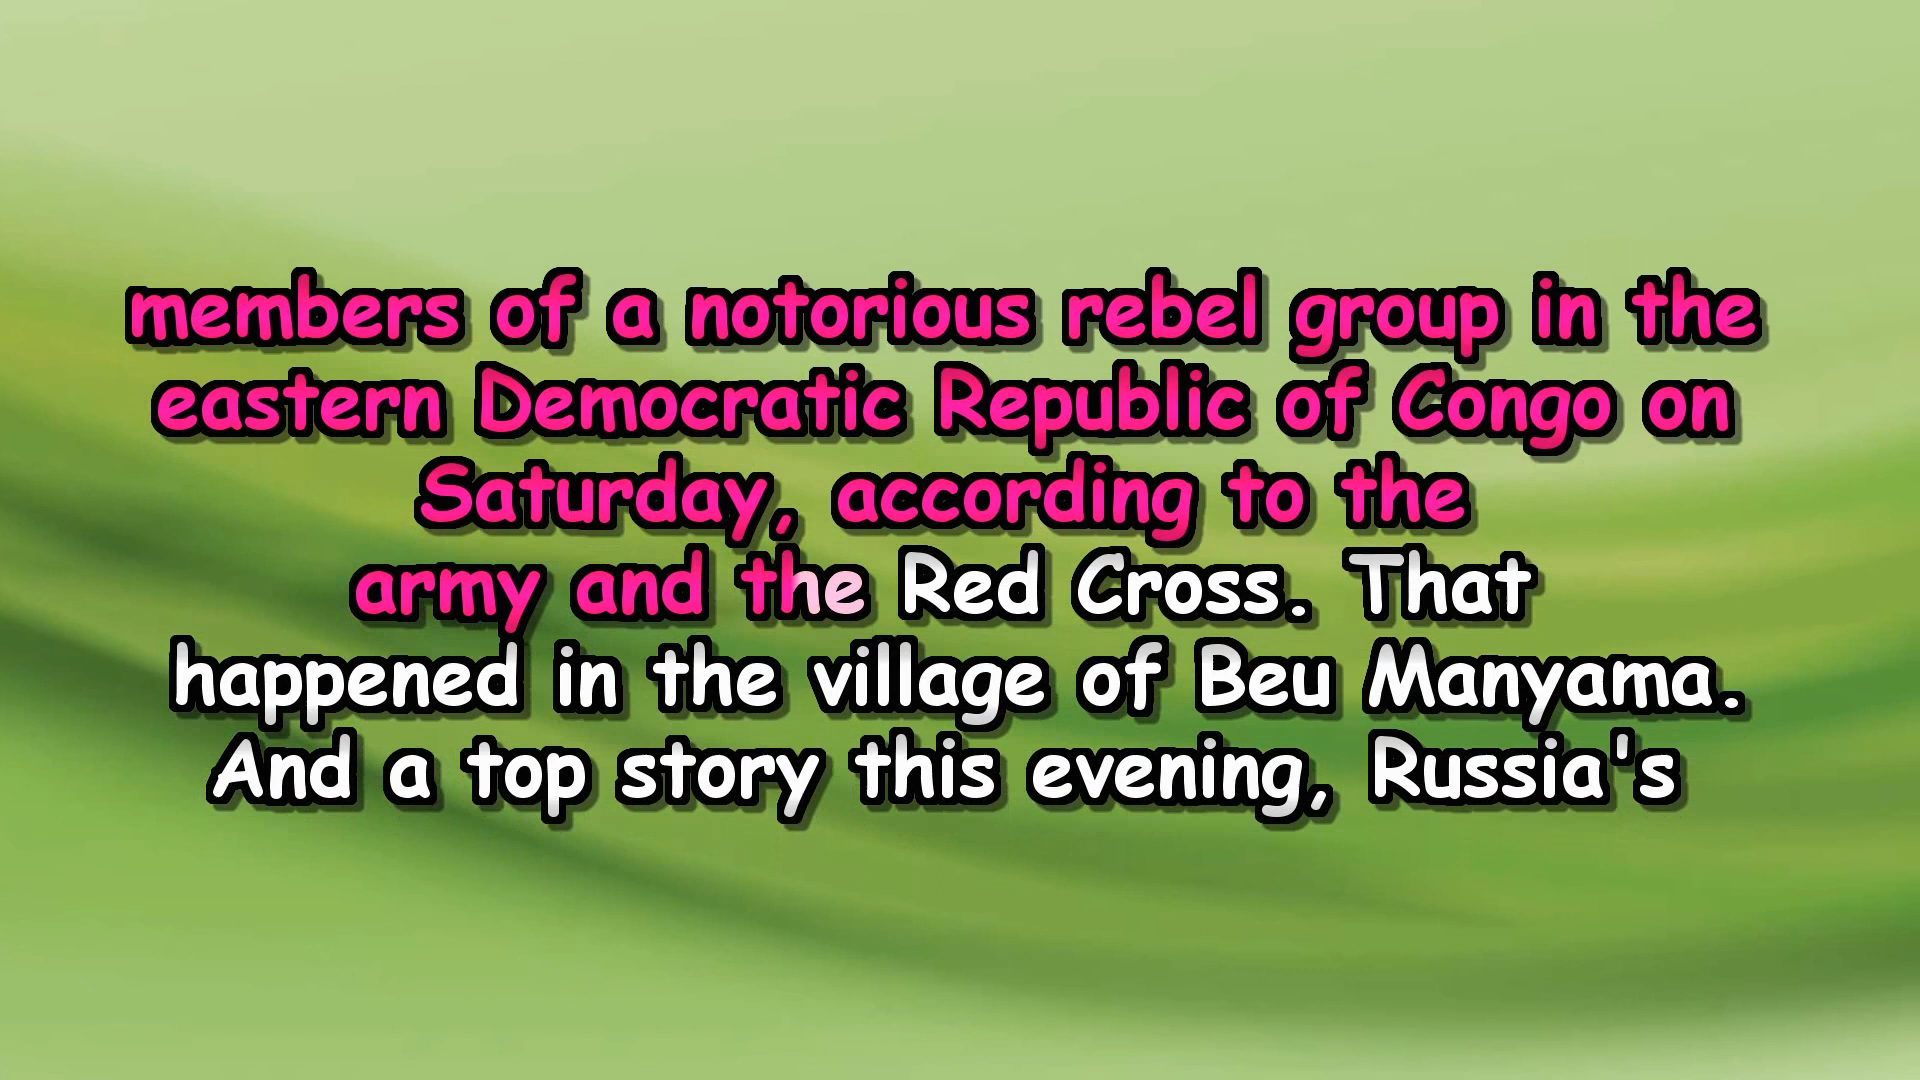 members of a notorious rebel group in the
eastern Democratic Republic of Congo on
Saturday, according to the
army and the Red Cross. That
happened in the village of Beu Manyama.
And a top story this evening, Russia's